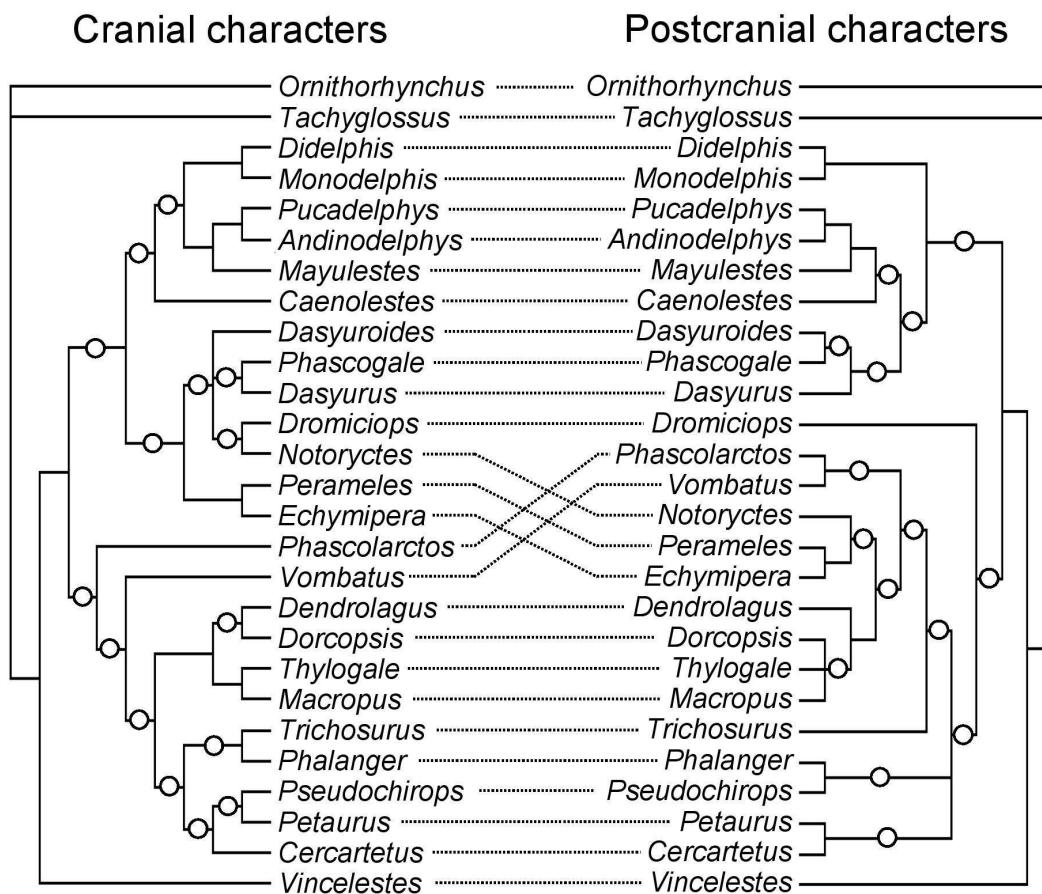 Cranial characters Postcranial characters
Ornithorhynchus Ornithorhynchus
Tachyglossus Tachyglossus
Didelphis Didelphis
Monodelphis Monodelphis
Pucadelphys Pucadelphys
Andinodelphys Andinodelphys
Mayulestes Mayulestes
Caenolestes Caenolestes
Dasyuroides Dasyuroides
Phascogale Phascogale
Dasyurus Dasyurus
Dromiciops Dromiciops
Notoryctes Phascolarctos
Perameles Vombatus
Echymipera Notoryctes
Phascolarctos Perameles
Vombatus Echymipera
Dendrolagus Dendrolagus
Dorcopsis Dorcopsis
Thylogale Thylogale
Macropus Macropus
Trichosurus Trichosurus
Phalanger Phalanger
Pseudochirops Pseudochirops
Petaurus Petaurus
Cercartetus Cercartetus
Vincelestes Vincelestes